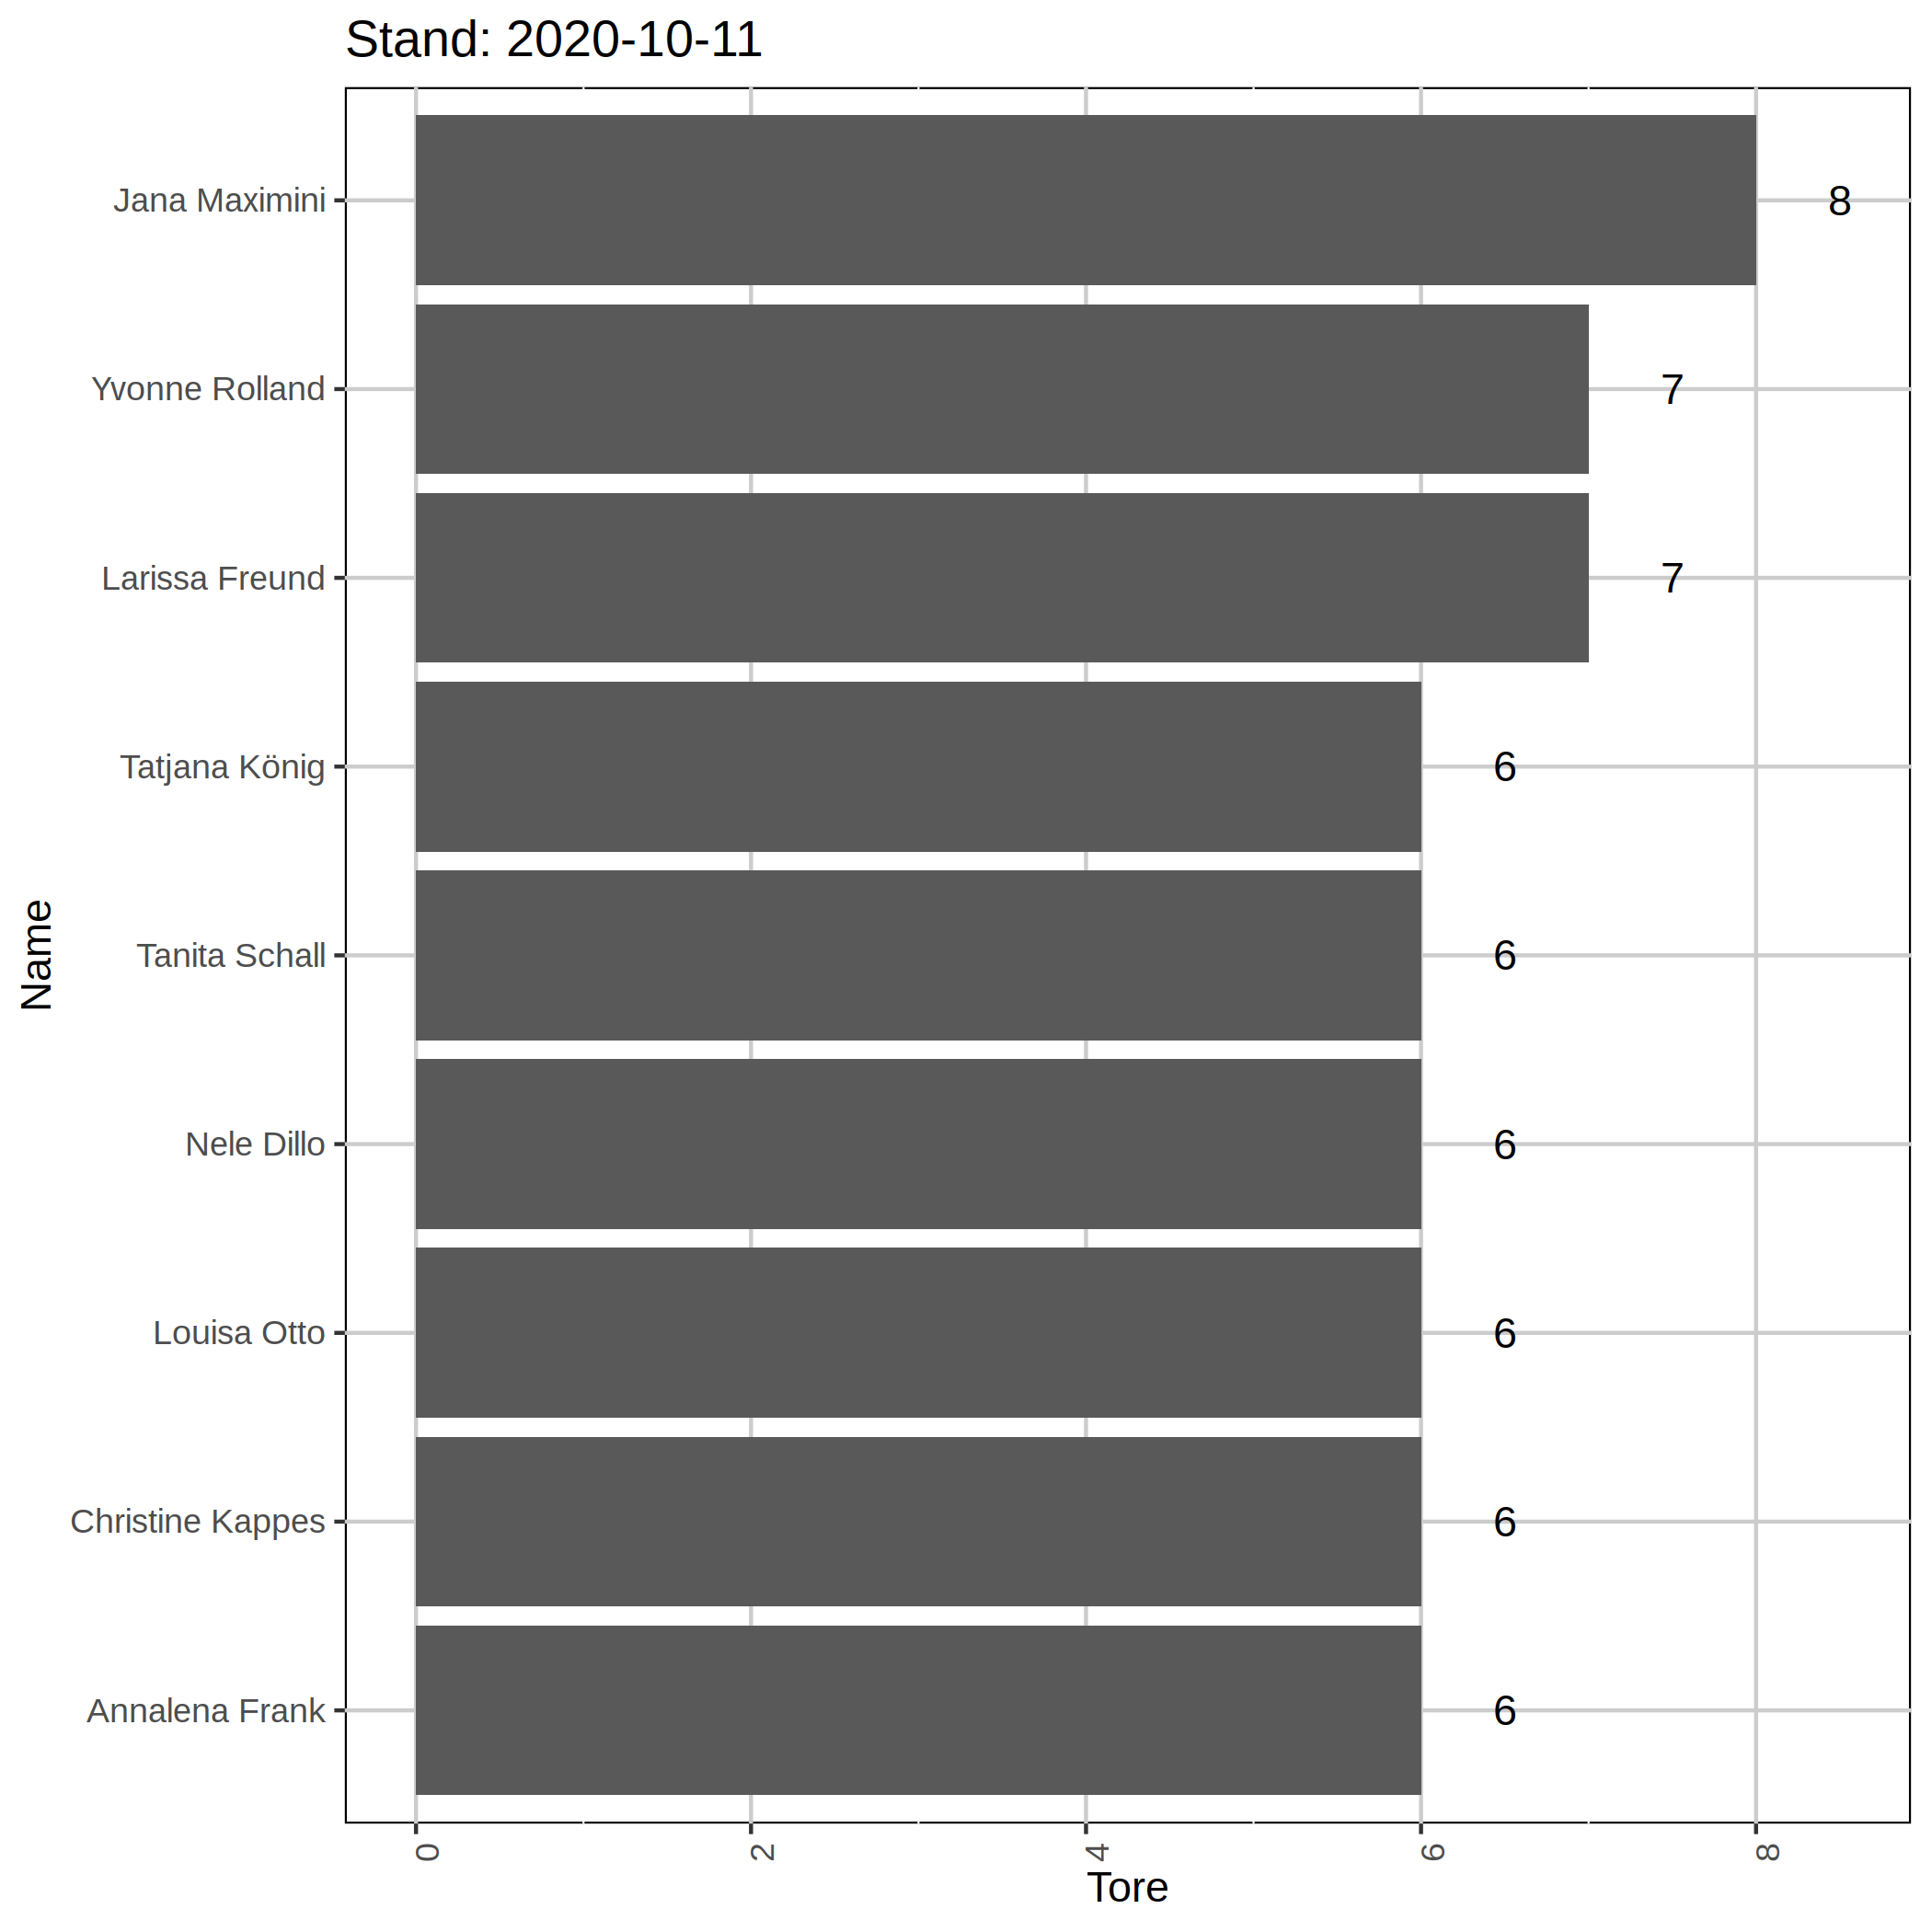 Stand: 2020-10-11
Name
Jana Maximini 8
Yvonne Rolland 7
Larissa Freund 7
Tatjana König 6
Tanita Schall 6
Nele Dillo 6
Louisa Otto 6
Christine Kappes 6
Annalena Frank 6
0 2 4 6 8
Tore